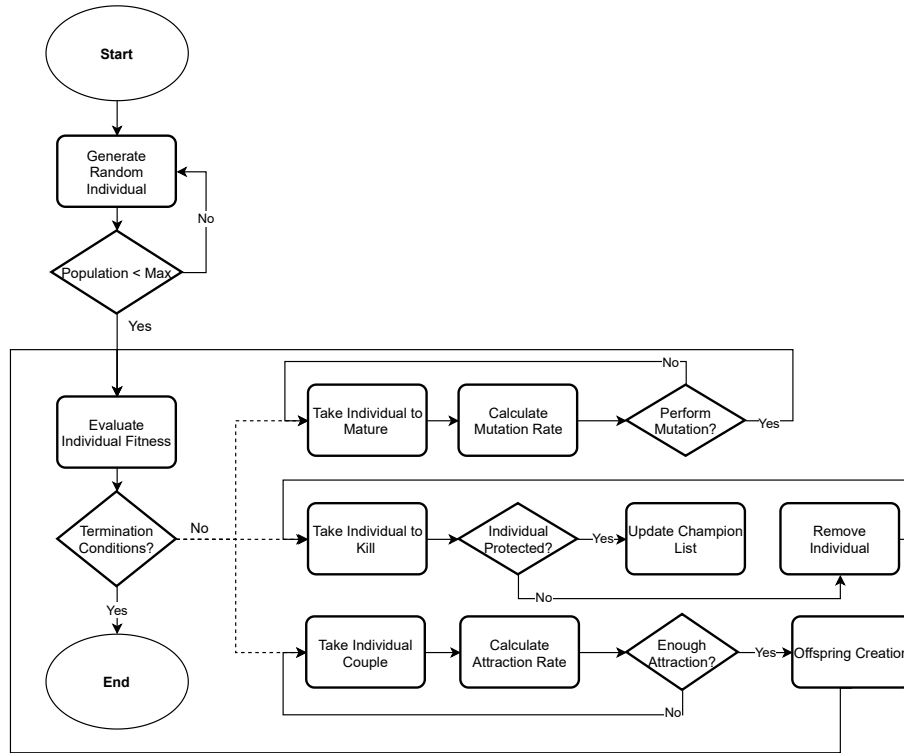 Start
Generate
Random
Individual
No
Population < Max
Yes
No
Take Individual to
Mature
Calculate
Mutation Rate
Perform
Mutation?
Yes
Evaluate
Individual Fitness
Termination
Conditions?
No
Take Individual to
Kill
Individual
Protected?
Yes
Update Champion
List
Remove
Individual
No
Yes
Take Individual
Couple
Calculate
Attraction Rate
Enough
Attraction?
Yes
Offspring Creation
No
End